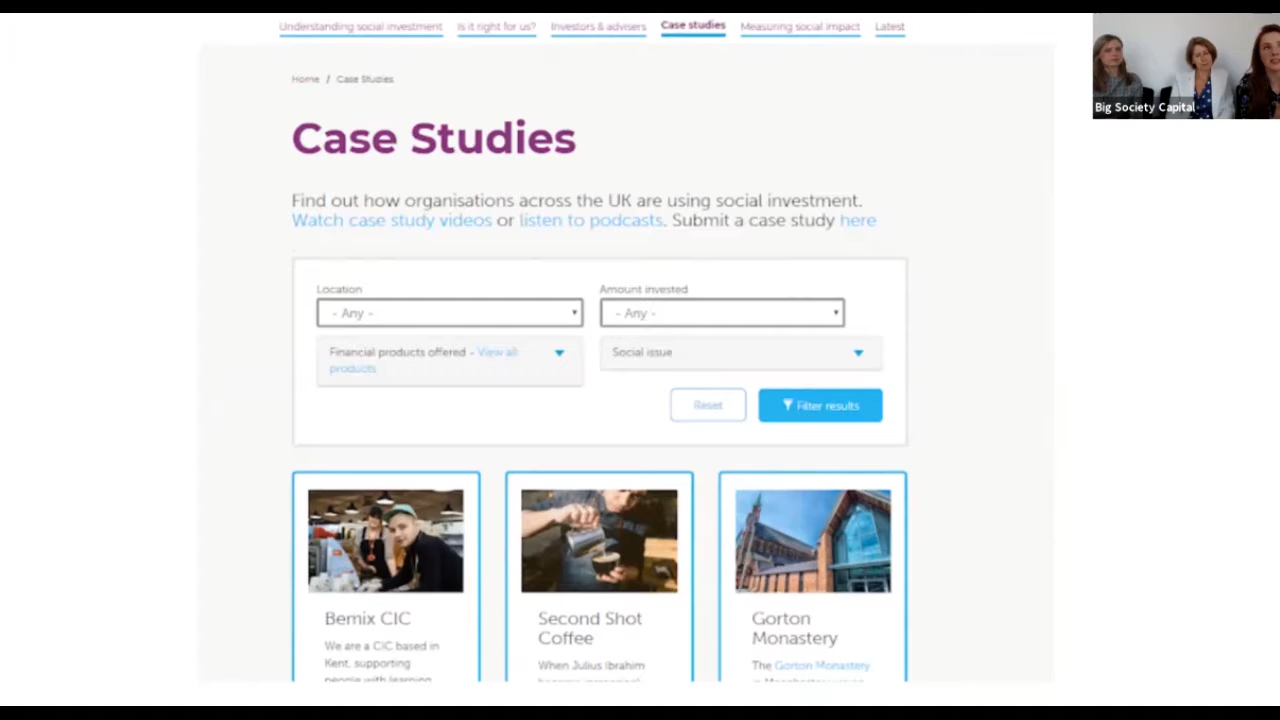 Understanding social investment Is it right for us? Investors & advisers Case studies Measuring social impact Latest
Big Society Capital
Home / Case Studies
Case Studies
Find out how organisations across the UK are using social investment.
Watch case study videos or listen to podcasts. Submit a case study here
Location
Amount invested
- Any -
- Any -
Financial products offered - View all
products
Social issue
Reset
Filter results
Bemix CIC
We are a CIC based in
Kent, supporting
people with learning
Second Shot
Coffee
When Julius Ibrahim
Gorton
Monastery
The Gorton Monastery